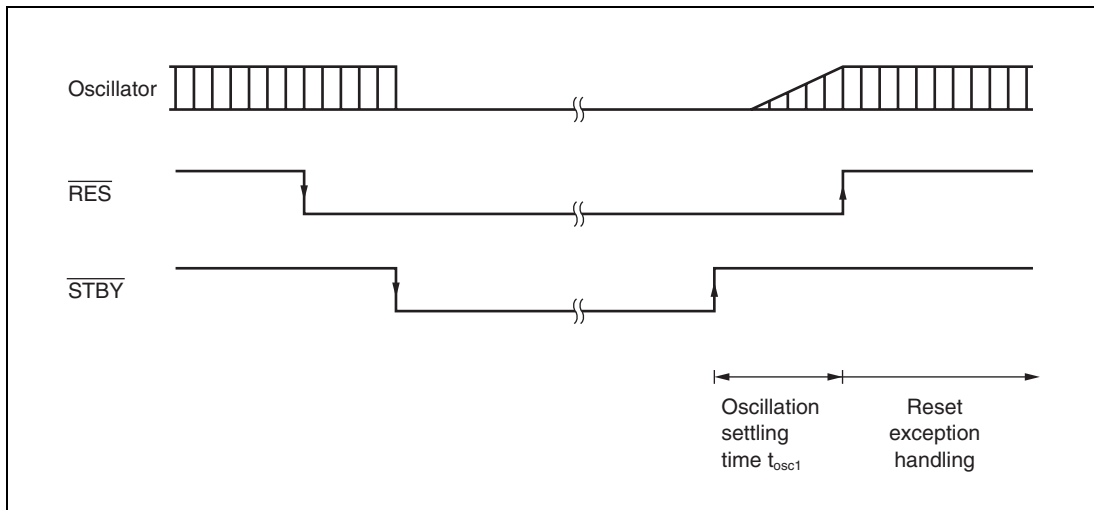 Oscillator
RES
STBY
Oscillation
settling
time tosc1
Reset
exception
handling